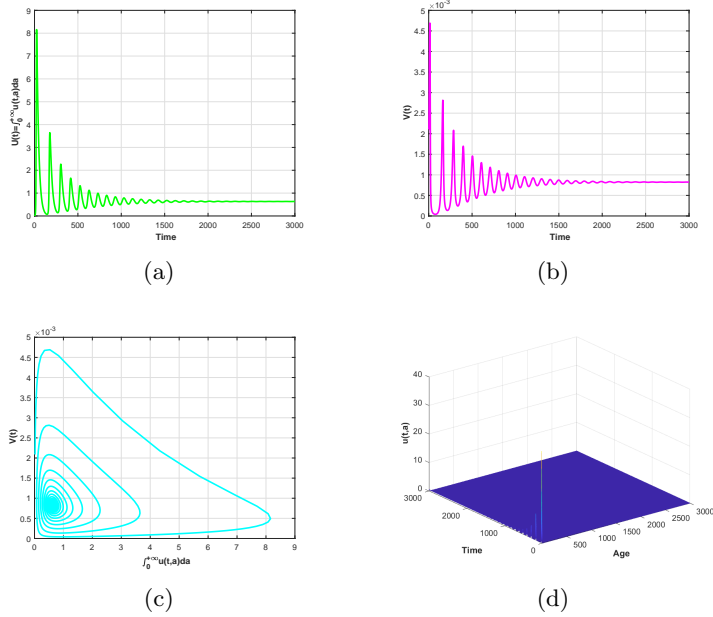 9
8
7
6
5
4
3
2
1
0
U(t)=∫₀⁺∞u(t,a)da
0 500 1000 1500 2000 2500 3000
Time
(a)
×10⁻³
5
4.5
4
3.5
3
2.5
2
1.5
1
0.5
0
V(t)
0 500 1000 1500 2000 2500 3000
Time
(b)
×10⁻³
5
4.5
4
3.5
3
2.5
2
1.5
1
0.5
0
V(t)
0 1 2 3 4 5 6 7 8 9
∫₀⁺∞u(t,a)da
(c)
40
30
20
10
0
u(t,a)
3000
2000
1000
0
Time
500 1000 1500 2000 2500 3000
Age
(d)